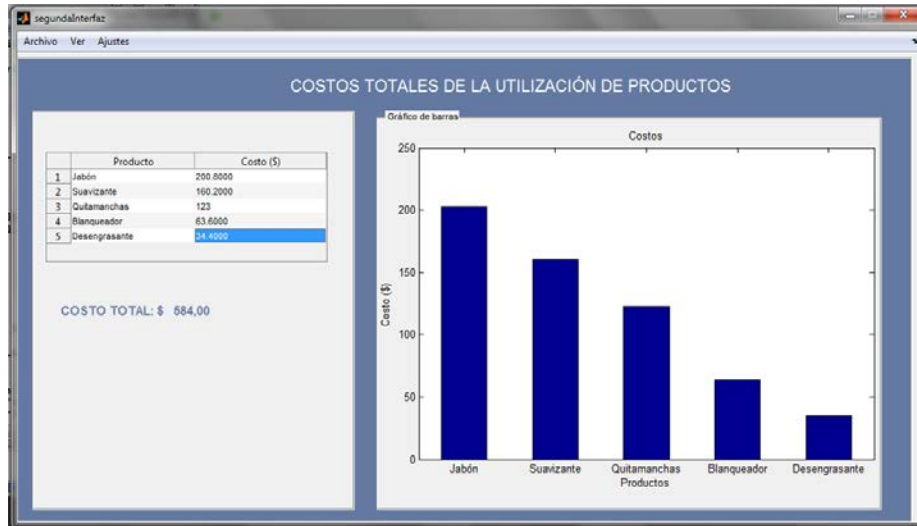 segundaInterfaz
Archivo Ver Ajustes
COSTOS TOTALES DE LA UTILIZACIÓN DE PRODUCTOS
Producto Costo ($)
1 Jabón 200.8000
2 Suavizante 160.2000
3 Quitamanchas 123
4 Blanqueador 63.6000
5 Desengrasante 34.4000
COSTO TOTAL: $ 584,00
Gráfico de barras
Costos
250
200
150
100
50
0
Costo ($)
Jabón Suavizante Quitamanchas Blanqueador Desengrasante
Productos